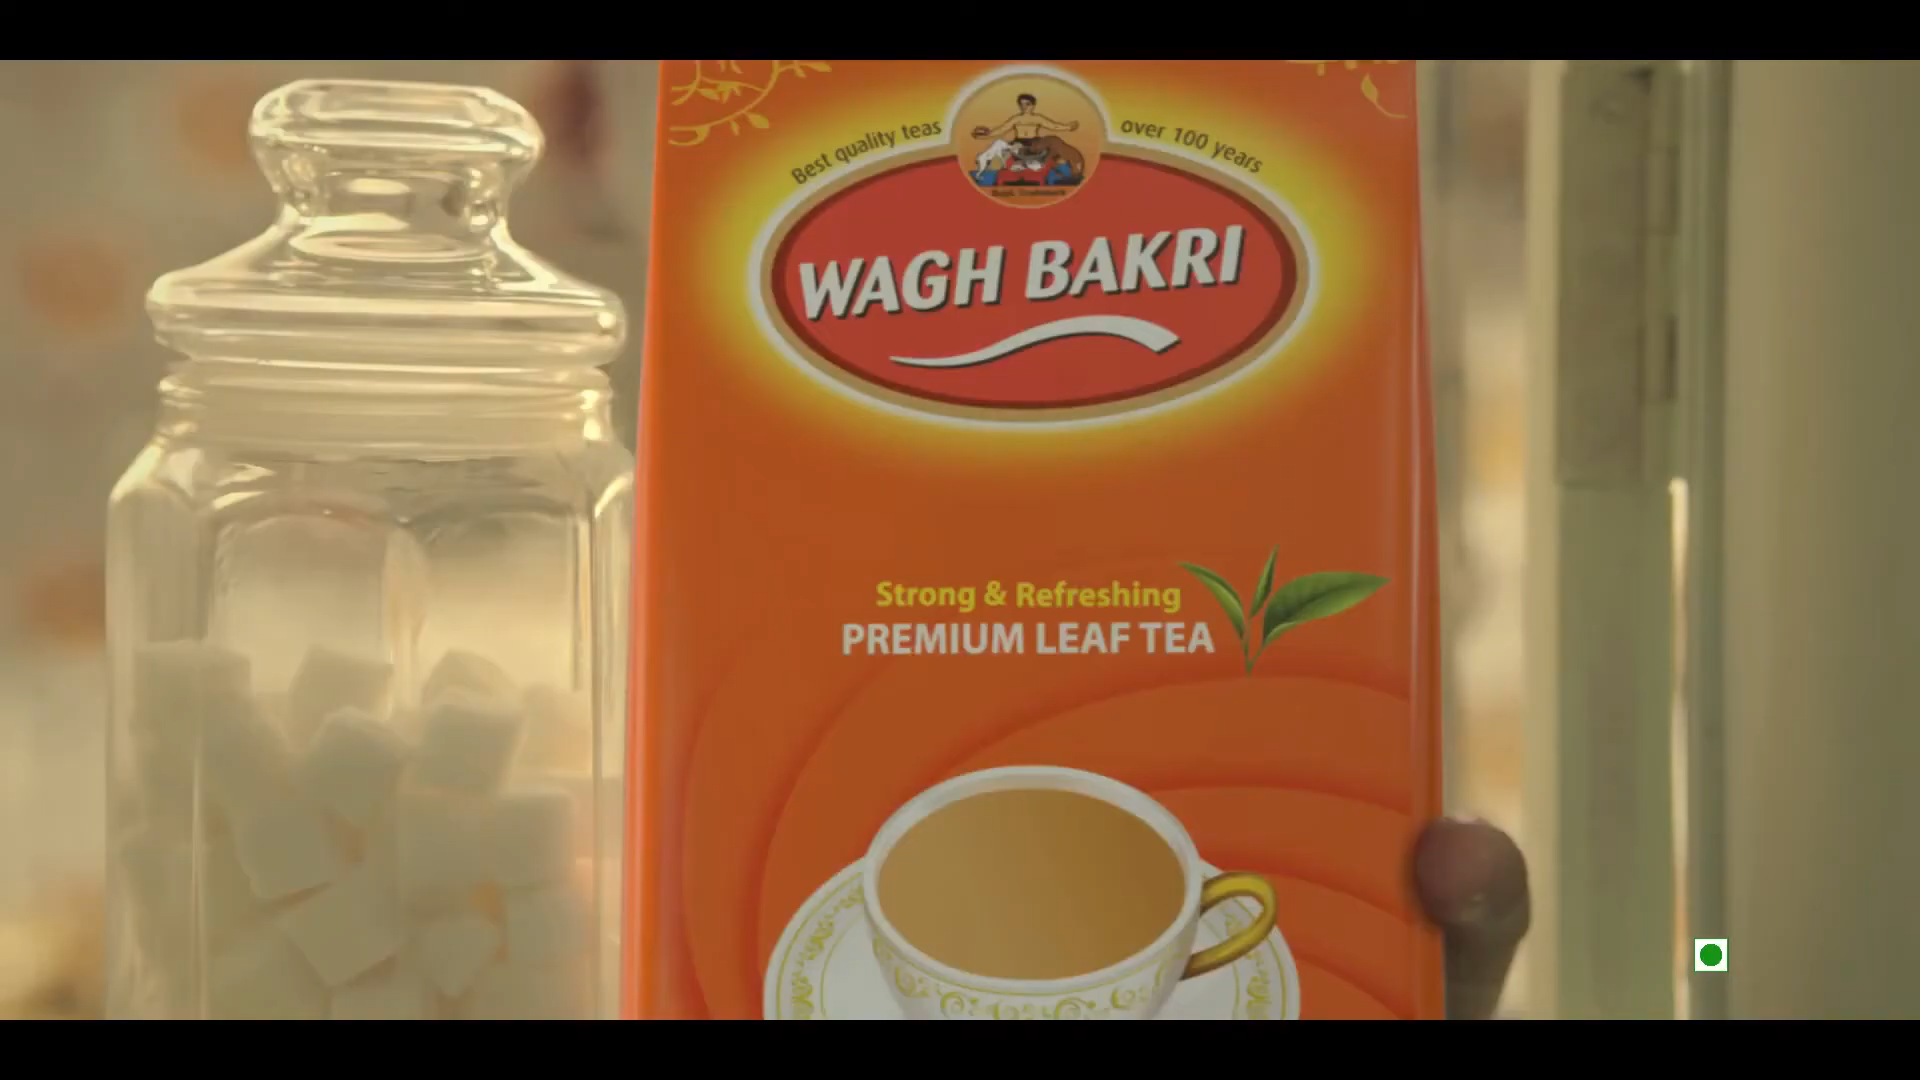 Best quality teas over 100 years
WAGH BAKRI
Strong & Refreshing
PREMIUM LEAF TEA